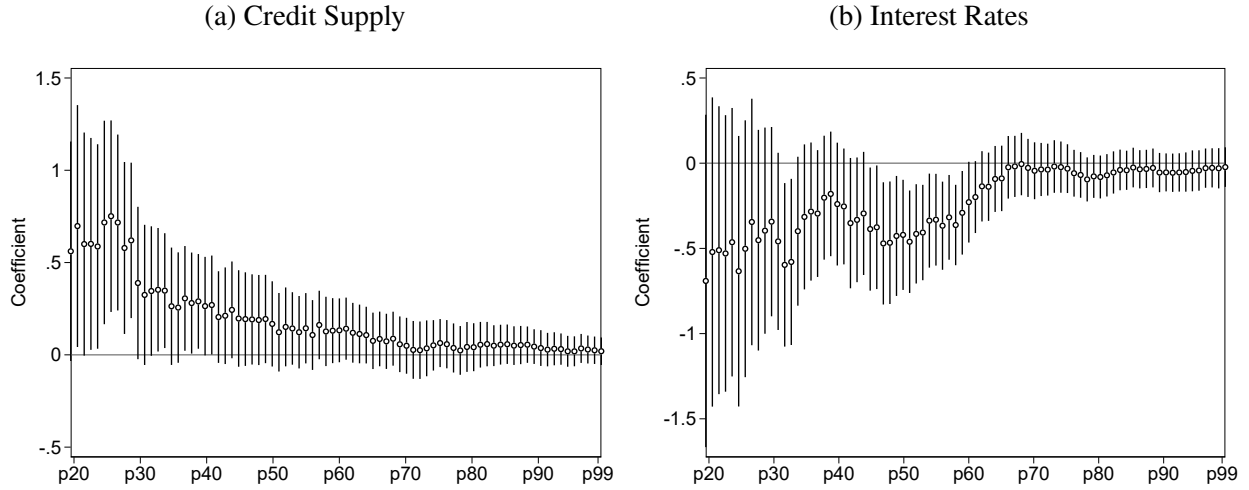 (a) Credit Supply
1.5
1
.5
0
-.5
Coefficient
p20 p30 p40 p50 p60 p70 p80 p90 p99
(b) Interest Rates
.5
0
-.5
-1
-1.5
Coefficient
p20 p30 p40 p50 p60 p70 p80 p90 p99